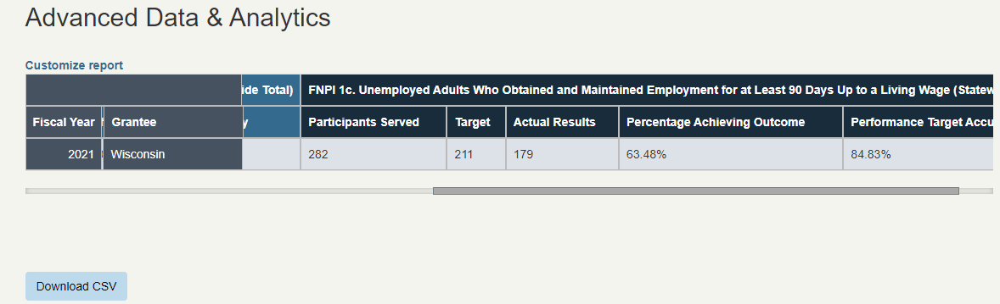 Advanced Data & Analytics
Customize report
ide Total) FNPI 1c. Unemployed Adults Who Obtained and Maintained Employment for at Least 90 Days Up to a Living Wage (Statew
Fiscal Year Grantee y Participants Served Target Actual Results Percentage Achieving Outcome Performance Target Accu
2021 Wisconsin 282 211 179 63.48% 84.83%
Download CSV